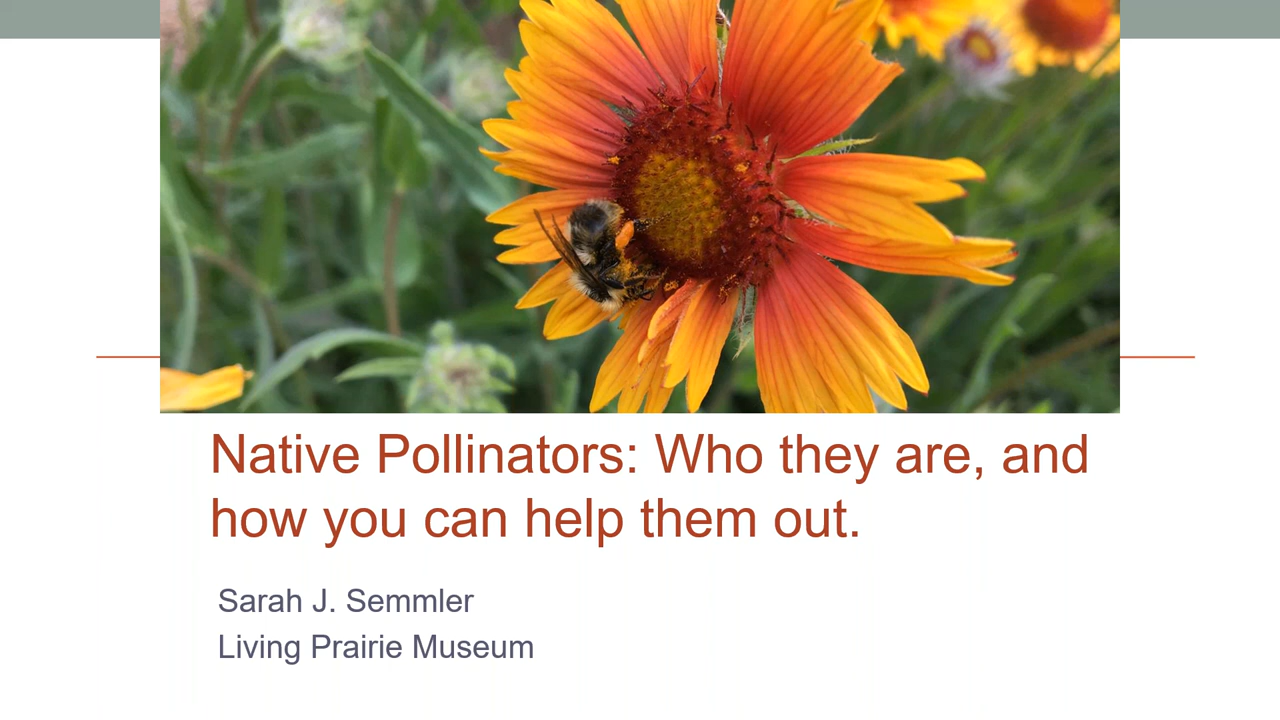 Native Pollinators: Who they are, and
how you can help them out.
Sarah J. Semmler
Living Prairie Museum